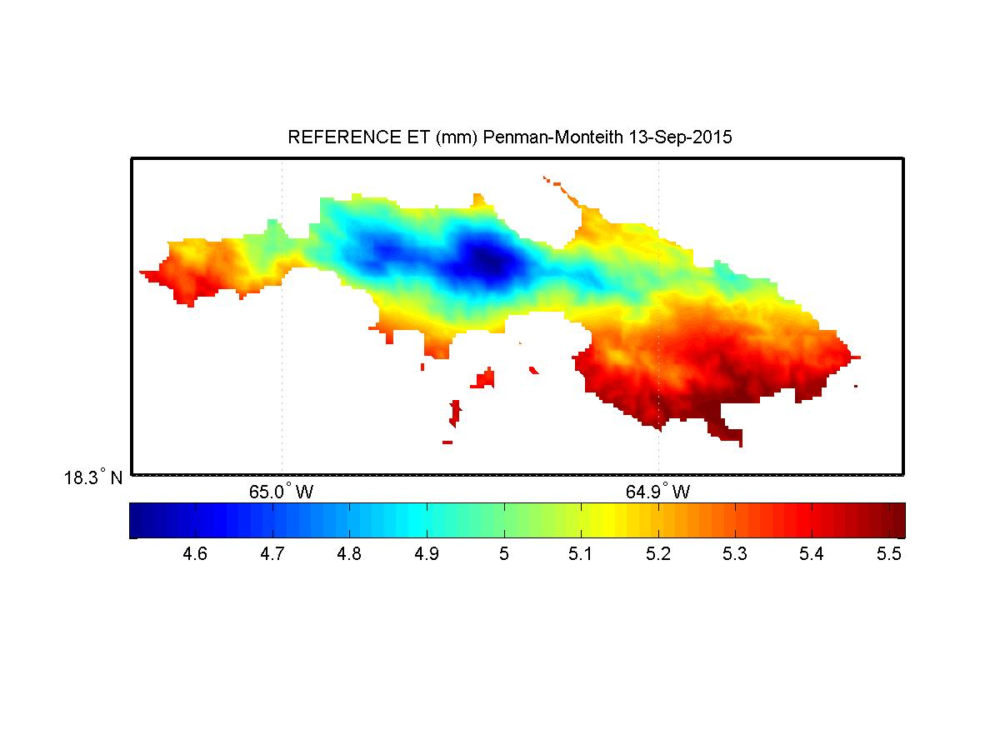 REFERENCE ET (mm) Penman-Monteith 13-Sep-2015
18.3° N
65.0° W 64.9° W
4.6 4.7 4.8 4.9 5 5.1 5.2 5.3 5.4 5.5